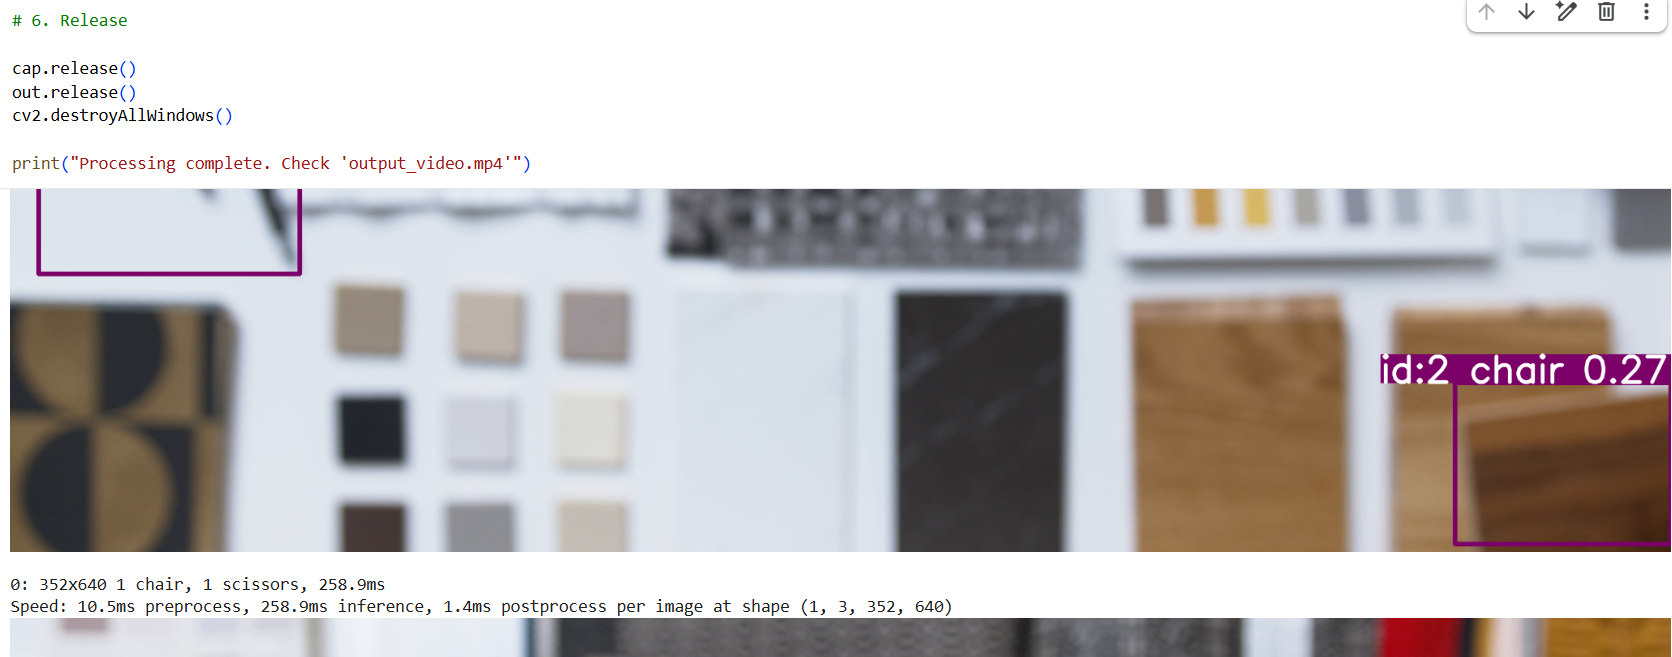 # 6. Release
cap.release()
out.release()
cv2.destroyAllWindows()
print("Processing complete. Check 'output_video.mp4'")
id:2 chair 0.27
0: 352x640 1 chair, 1 scissors, 258.9ms
Speed: 10.5ms preprocess, 258.9ms inference, 1.4ms postprocess per image at shape (1, 3, 352, 640)